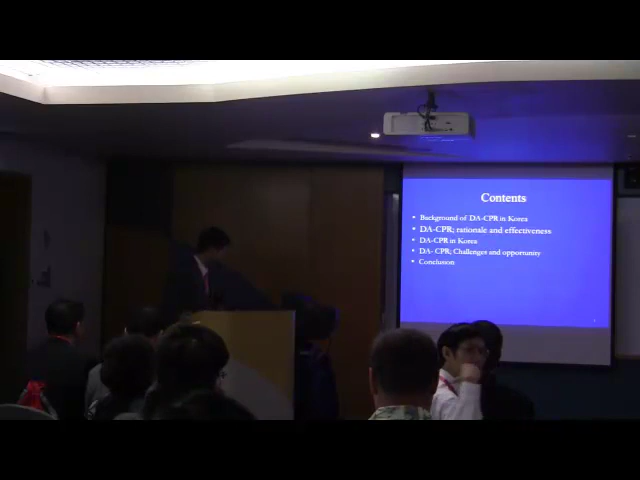 Contents
• Background of DA-CPR in Korea
• DA-CPR; rationale and effectiveness
• DA-CPR in Korea
• DA- CPR; Challenges and opportunity
• Conclusion